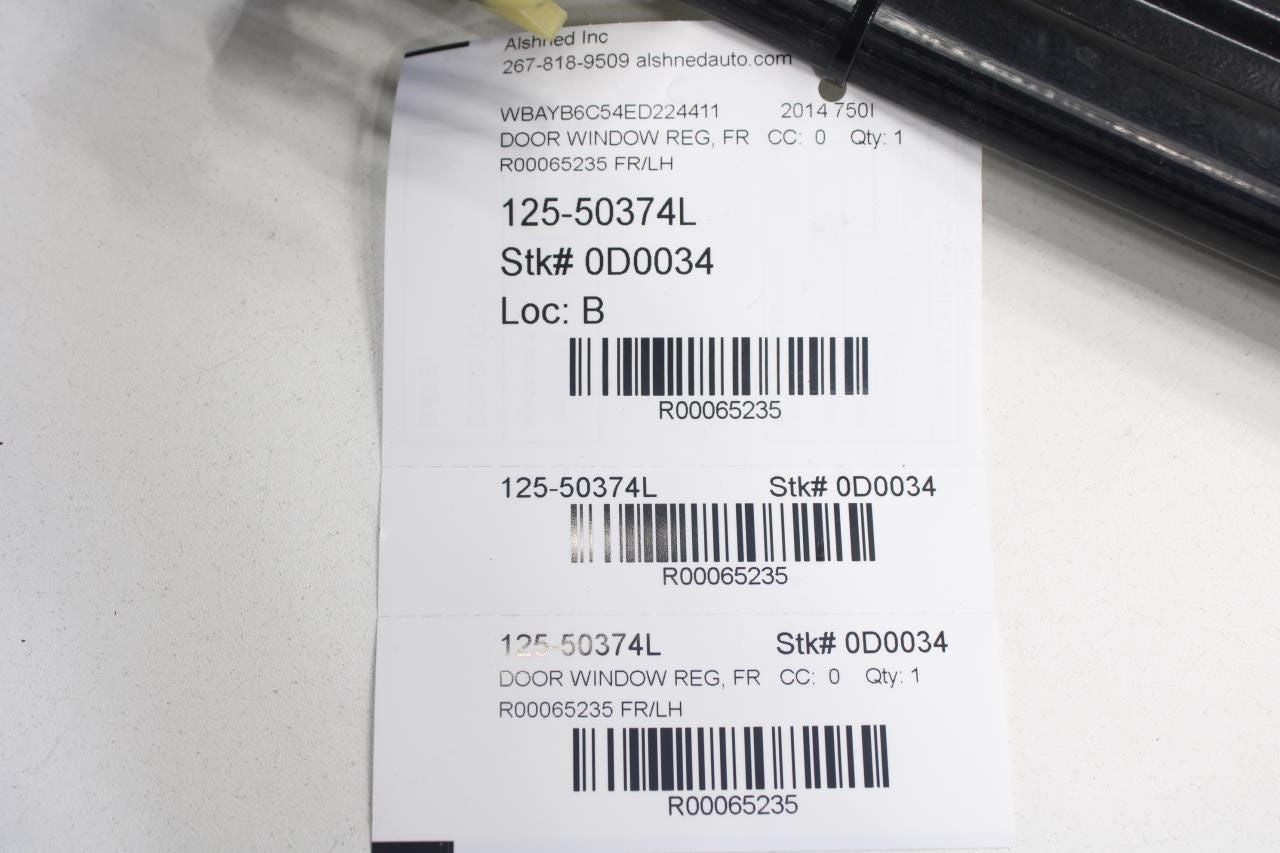 Alshned Inc
267-818-9509 alshnedauto.com
WBAYB6C54ED224411 2014 750I
DOOR WINDOW REG, FR CC: 0 Qty: 1
R00065235 FR/LH
125-50374L
Stk# 0D0034
Loc: B
R00065235
125-50374L Stk# 0D0034
R00065235
125-50374L Stk# 0D0034
DOOR WINDOW REG, FR CC: 0 Qty: 1
R00065235 FR/LH
R00065235